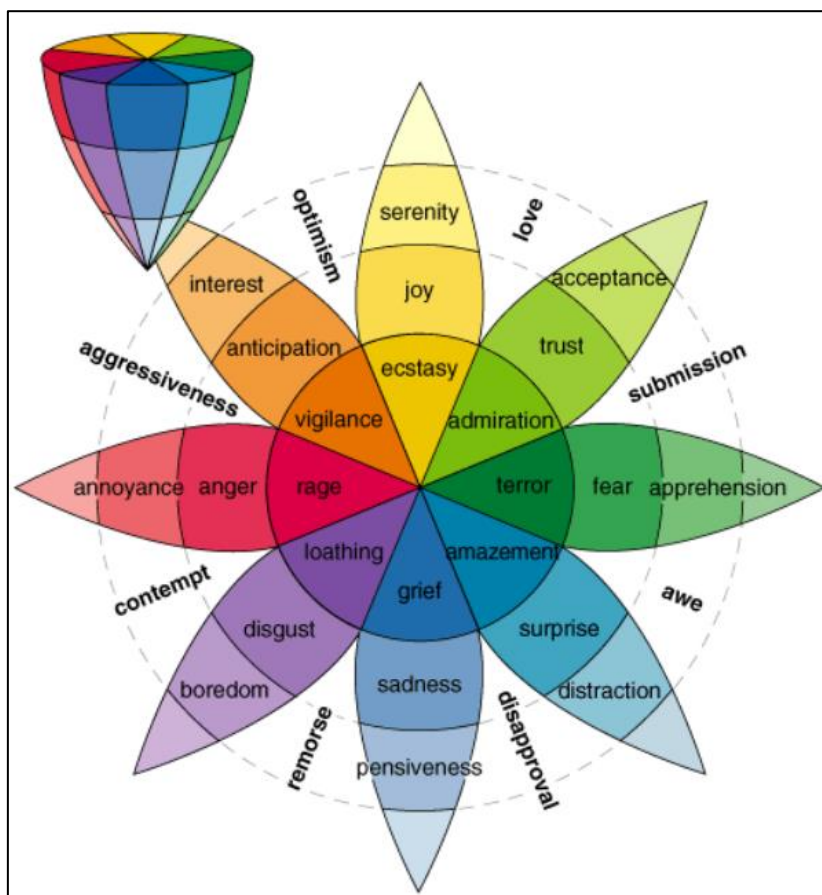 optimism
serenity
love
interest
joy
acceptance
anticipation
trust
aggressiveness
ecstasy
submission
vigilance
admiration
annoyance
anger
rage
terror
fear
apprehension
loathing
amazement
contempt
grief
awe
disgust
surprise
boredom
sadness
distraction
remorse
disapproval
pensiveness